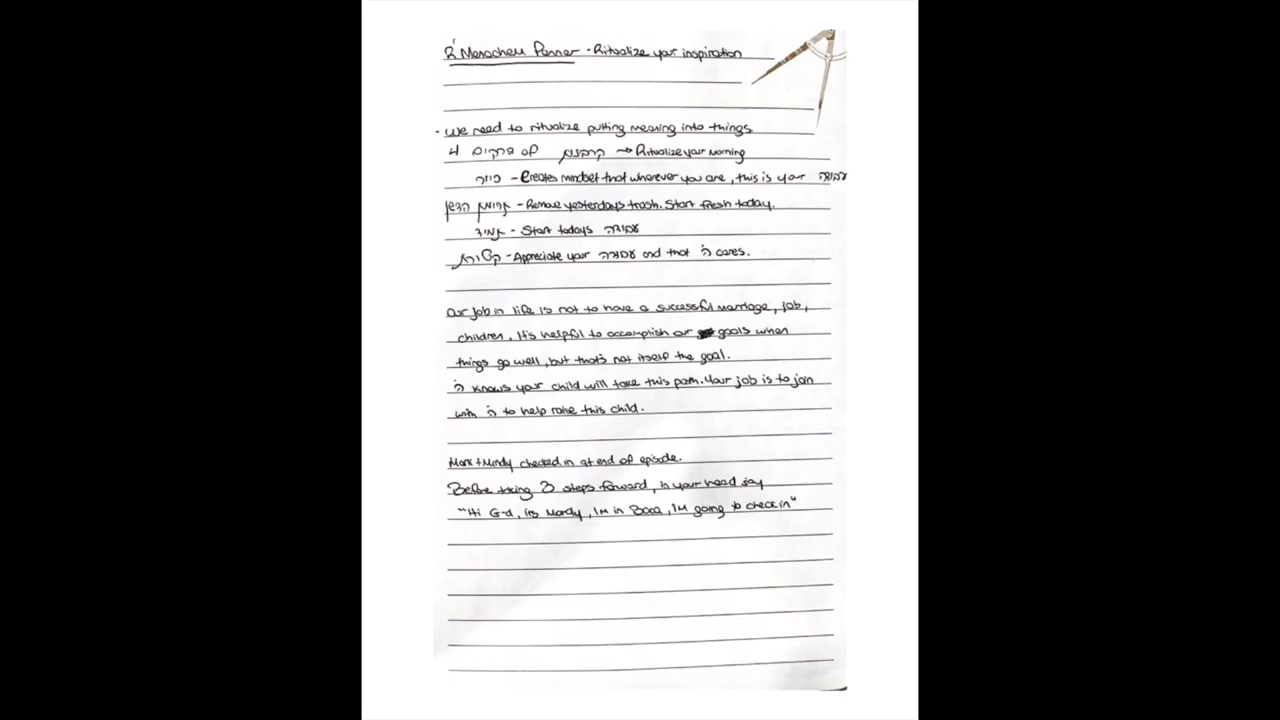 R' Menachem Penner - Ritualize your inspiration
· We need to ritualize putting meaning into things.
4 פרקים of קרבנות → Ritualize your morning
כיור - Creates mindset that wherever you are, this is your עבודה
תרומת הדשן - Remove yesterdays trash. Start fresh today.
תמיד - Start todays עבודה
קטורת - Appreciate your עבודה and that ה' cares.
Our job in life is not to have a successful marriage, job,
children. It's helpful to accomplish our goals when
things go well, but that's not itself the goal.
ה' knows your child will take this path. Your job is to join
with ה' to help raise this child.
Mork + Mindy checked in at end of episode.
Before taking 3 steps forward, in your head say
"Hi G-d, its Mordy, I'm in Boca, I'm going to check in"